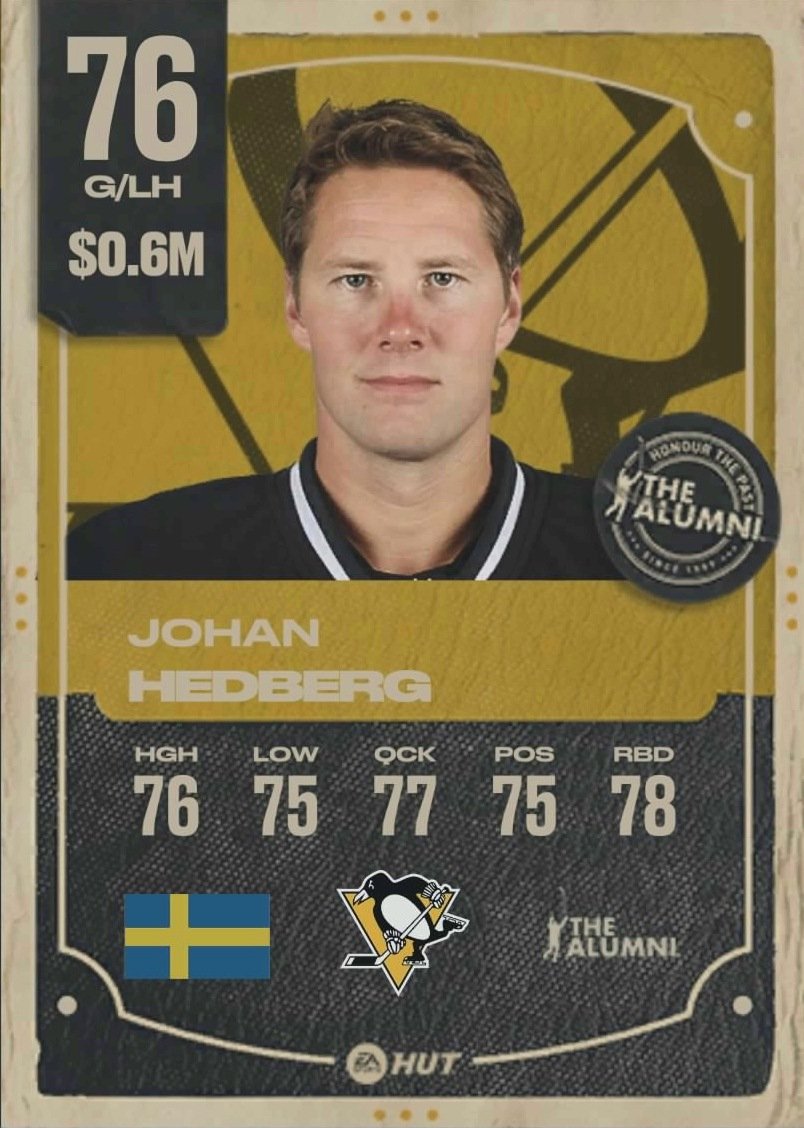 76
G/LH
$0.6M
HONOUR THE PAST
THE
ALUMNI
JOHAN
HEDBERG
HGH LOW QCK POS RBD
76 75 77 75 78
THE
ALUMNI
EA
HUT